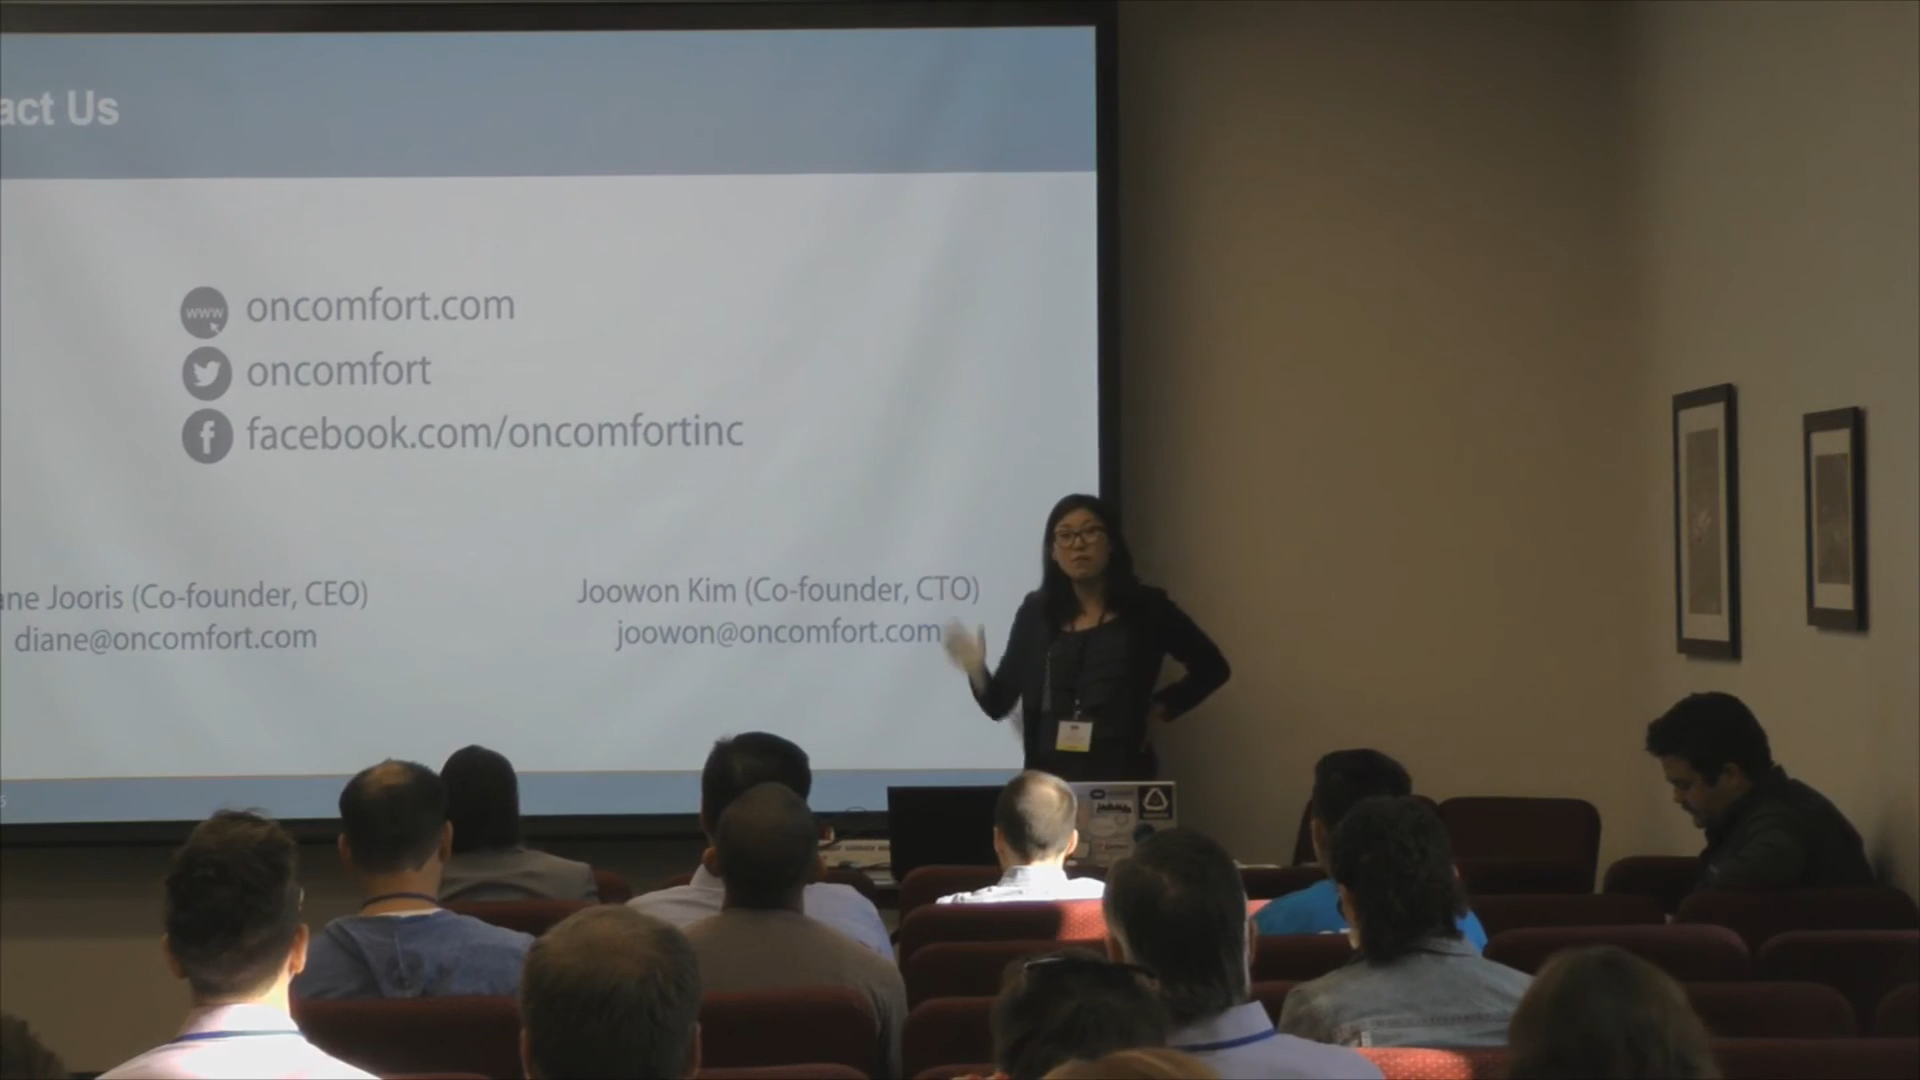 act Us
www oncomfort.com
oncomfort
facebook.com/oncomfortinc
ane Jooris (Co-founder, CEO)
diane@oncomfort.com
Joowon Kim (Co-founder, CTO)
joowon@oncomfort.com